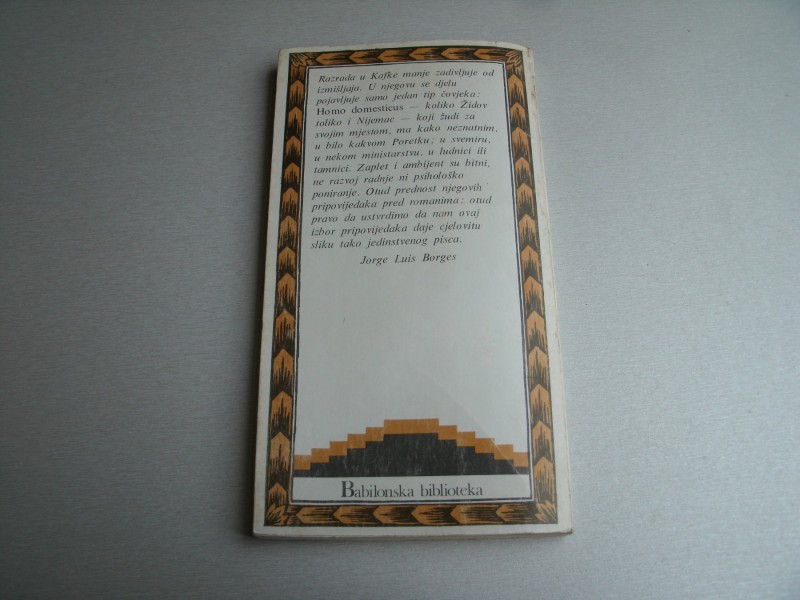 Razrada u Kafke manje zadivljuje od
izmišljaja. U njegovu se djelu
pojavljuje samo jedan tip čovjeka:
Homo domesticus — koliko Židov
toliko i Nijemac — koji žudi za
svojim mjestom, ma kako neznatnim,
u bilo kakvom Poretku; u svemiru,
u nekom ministarstvu, u ludnici ili
tamnici. Zaplet i ambijent su bitni,
ne razvoj radnje ni psihološko
poniranje. Otud prednost njegovih
pripovijedaka pred romanima; otud
pravo da ustvrdimo da nam ovaj
izbor pripovijedaka daje cjelovitu
sliku tako jedinstvenog pisca.
Jorge Luis Borges
Babilonska biblioteka